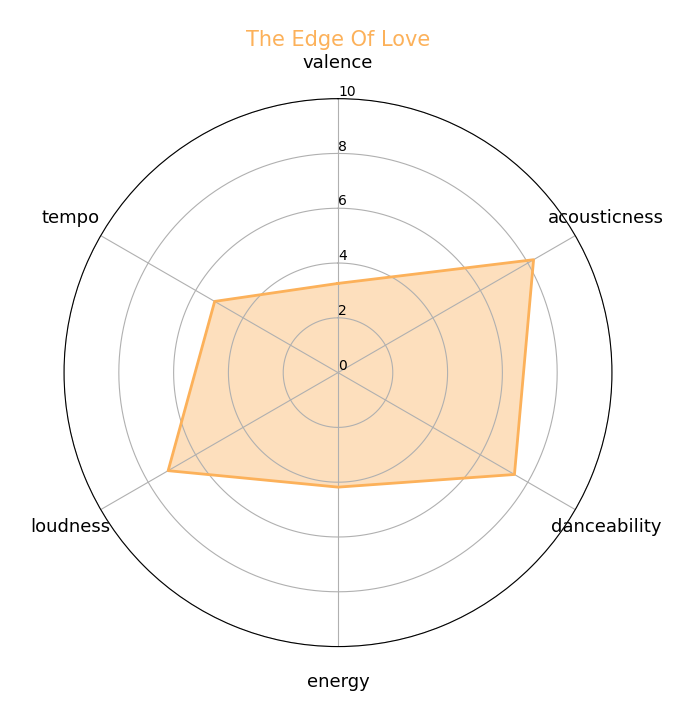 The Edge Of Love
valence
10
8
tempo
acousticness
6
4
2
0
loudness
danceability
energy